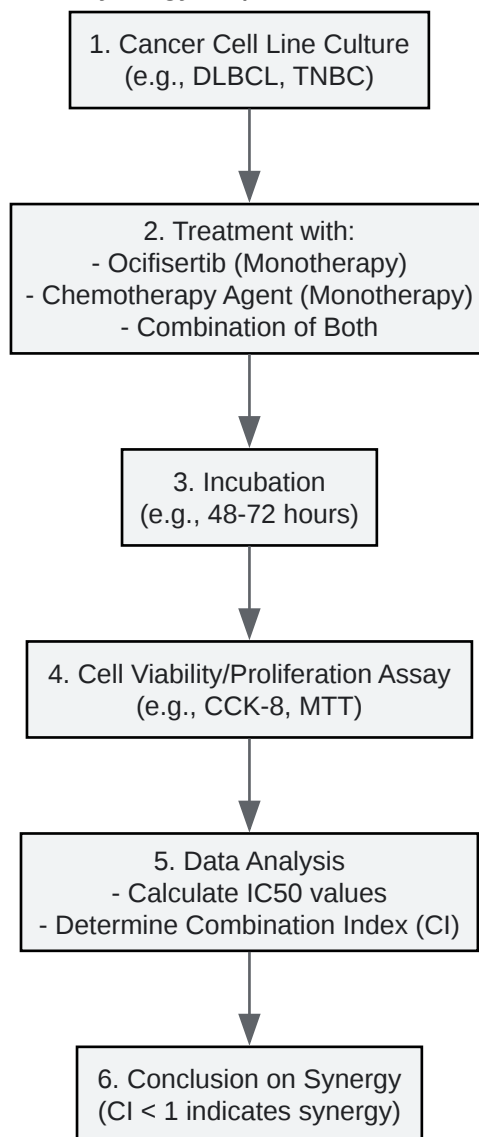 1. Cancer Cell Line Culture
(e.g., DLBCL, TNBC)
2. Treatment with:
- Ocifisertib (Monotherapy)
- Chemotherapy Agent (Monotherapy)
- Combination of Both
3. Incubation
(e.g., 48-72 hours)
4. Cell Viability/Proliferation Assay
(e.g., CCK-8, MTT)
5. Data Analysis
- Calculate IC50 values
- Determine Combination Index (CI)
6. Conclusion on Synergy
(CI < 1 indicates synergy)